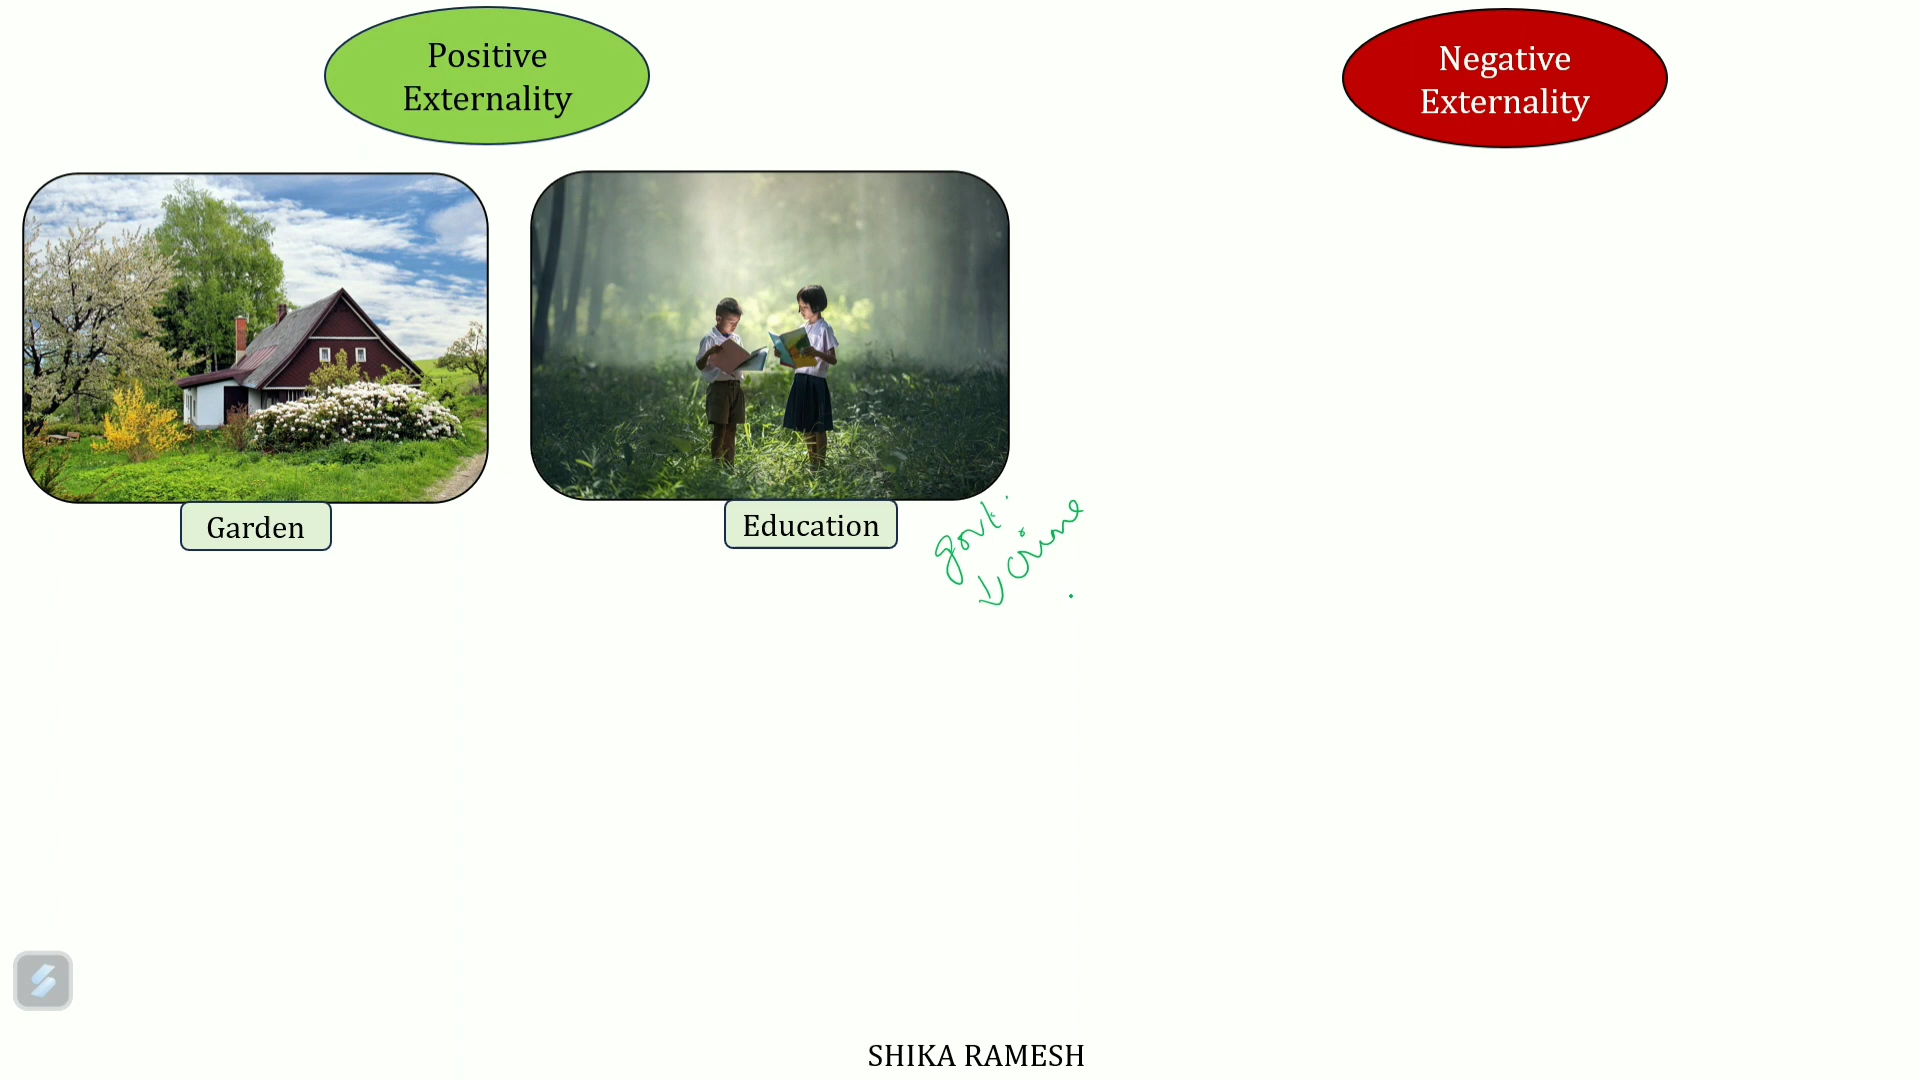 Positive
Externality
Negative
Externality
Garden
Education
govt.
↓ crime
SHIKA RAMESH